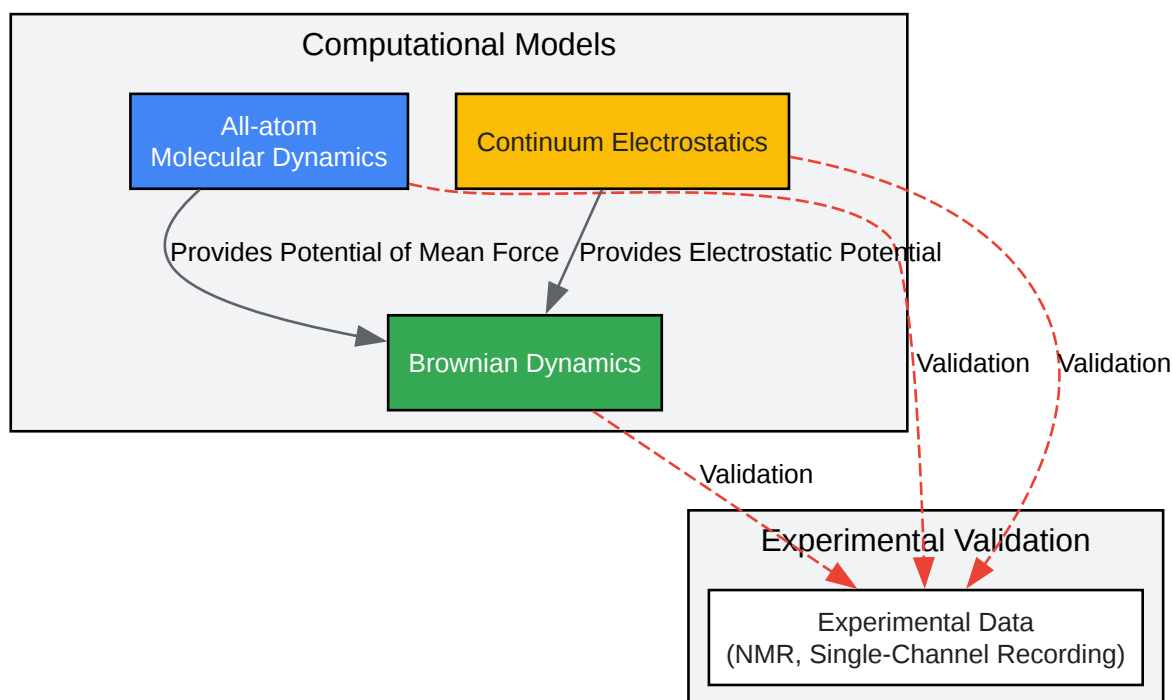 Computational Models
All-atom
Molecular Dynamics
Continuum Electrostatics
Provides Potential of Mean Force
Provides Electrostatic Potential
Brownian Dynamics
Validation
Validation
Validation
Experimental Validation
Experimental Data
(NMR, Single-Channel Recording)